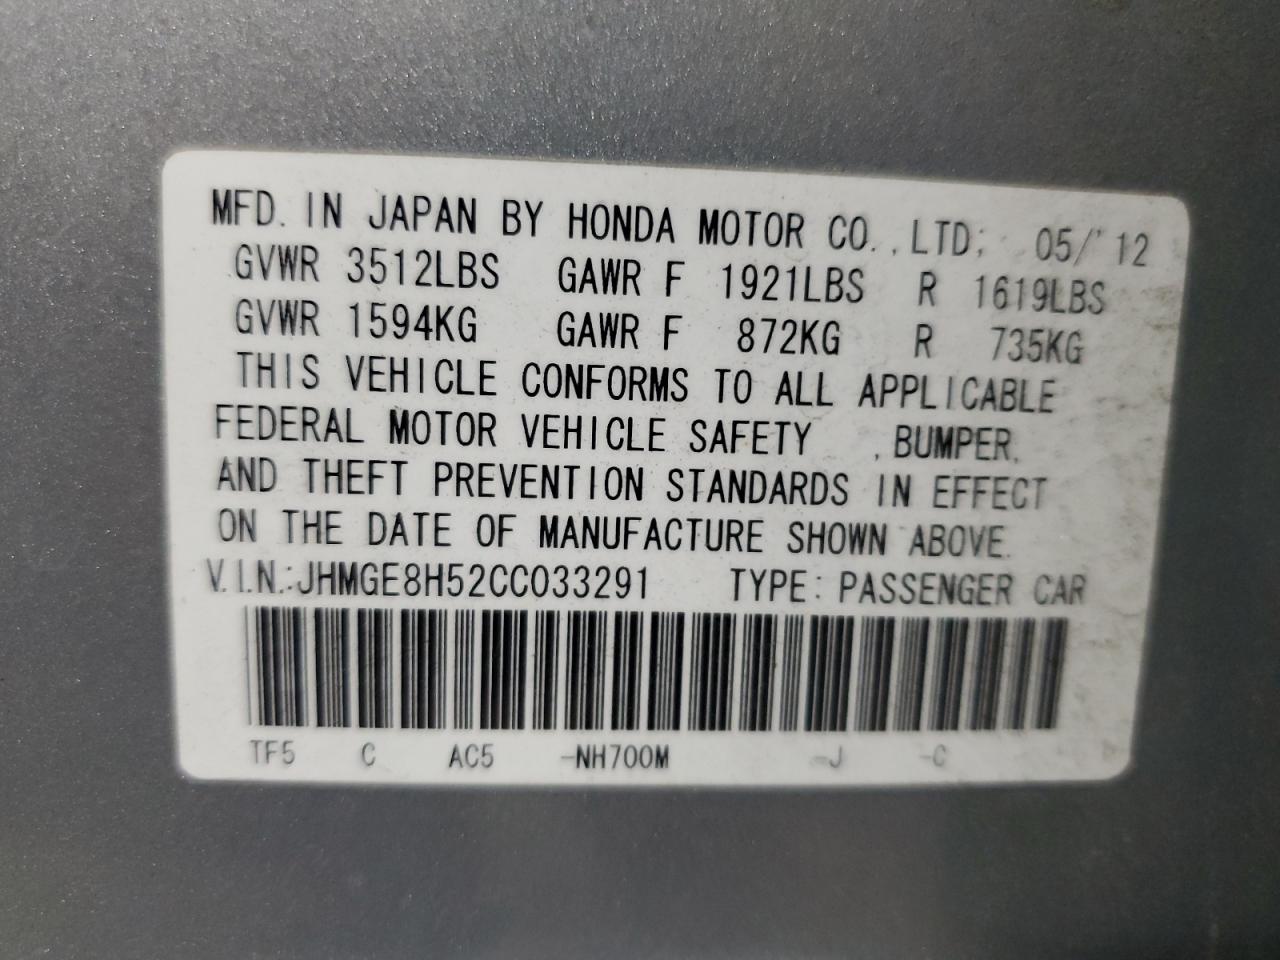 MFD. IN JAPAN BY HONDA MOTOR CO.,LTD; 05/'12
GVWR 3512LBS GAWR F 1921LBS R 1619LBS
GVWR 1594KG GAWR F 872KG R 735KG
THIS VEHICLE CONFORMS TO ALL APPLICABLE
FEDERAL MOTOR VEHICLE SAFETY ,BUMPER,
AND THEFT PREVENTION STANDARDS IN EFFECT
ON THE DATE OF MANUFACTURE SHOWN ABOVE.
V.I.N.:JHMGE8H52CC033291 TYPE: PASSENGER CAR
TF5 C AC5 -NH700M -J -C